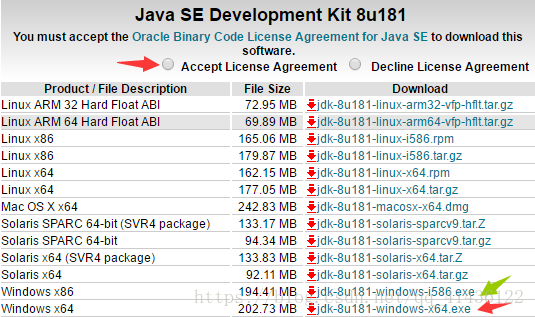 Java SE Development Kit 8u181
You must accept the Oracle Binary Code License Agreement for Java SE to download this
software.
Accept License Agreement Decline License Agreement
Product / File Description File Size Download
Linux ARM 32 Hard Float ABI 72.95 MB jdk-8u181-linux-arm32-vfp-hflt.tar.gz
Linux ARM 64 Hard Float ABI 69.89 MB jdk-8u181-linux-arm64-vfp-hflt.tar.gz
Linux x86 165.06 MB jdk-8u181-linux-i586.rpm
Linux x86 179.87 MB jdk-8u181-linux-i586.tar.gz
Linux x64 162.15 MB jdk-8u181-linux-x64.rpm
Linux x64 177.05 MB jdk-8u181-linux-x64.tar.gz
Mac OS X x64 242.83 MB jdk-8u181-macosx-x64.dmg
Solaris SPARC 64-bit (SVR4 package) 133.17 MB jdk-8u181-solaris-sparcv9.tar.Z
Solaris SPARC 64-bit 94.34 MB jdk-8u181-solaris-sparcv9.tar.gz
Solaris x64 (SVR4 package) 133.83 MB jdk-8u181-solaris-x64.tar.Z
Solaris x64 92.11 MB jdk-8u181-solaris-x64.tar.gz
Windows x86 194.41 MB jdk-8u181-windows-i586.exe
Windows x64 202.73 MB jdk-8u181-windows-x64.exe